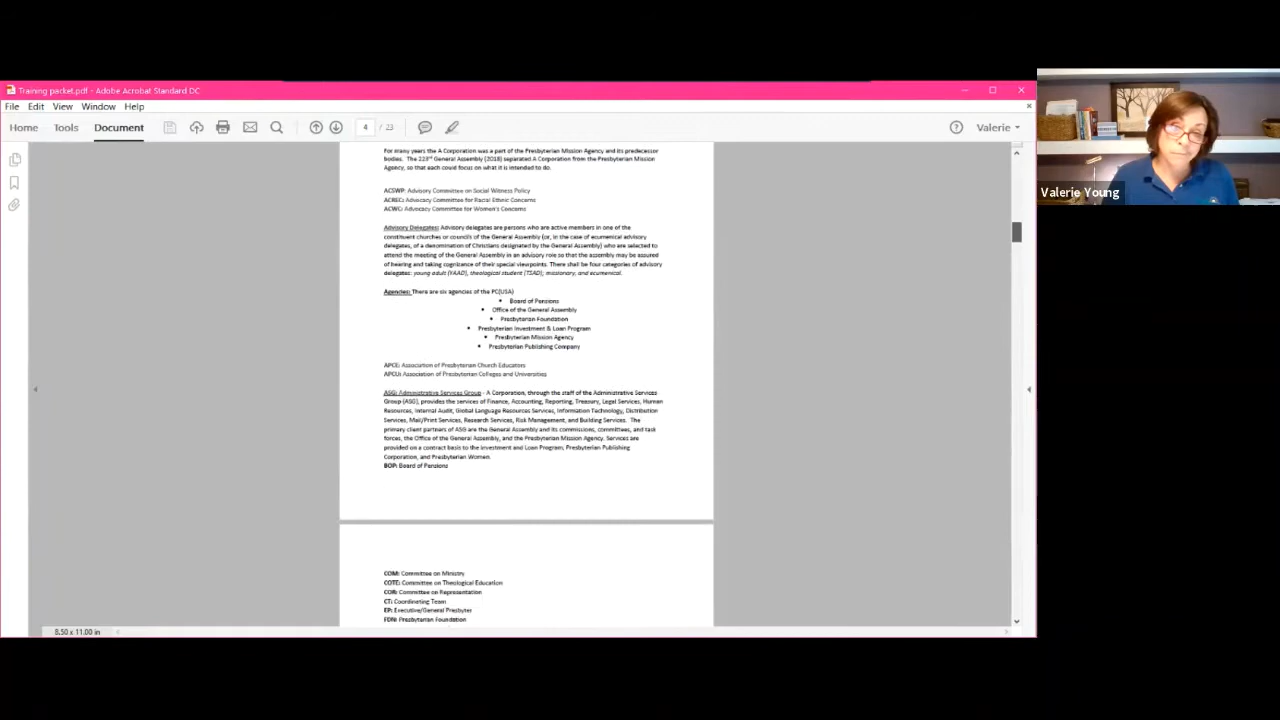 Training packet.pdf - Adobe Acrobat Standard DC
File Edit View Window Help
Home Tools Document 4 / 23 Valerie
For many years the A Corporation was a part of the Presbyterian Mission Agency and its predecessor
bodies. The 223rd General Assembly (2018) separated A Corporation from the Presbyterian Mission
Agency, so that each could focus on what it is intended to do.
ACSWP: Advisory Committee on Social Witness Policy
ACREC: Advocacy Committee for Racial Ethnic Concerns
ACWC: Advocacy Committee for Women's Concerns
Advisory Delegates: Advisory delegates are persons who are active members in one of the
constituent churches or councils of the General Assembly (or, in the case of ecumenical advisory
delegates, of a denomination of Christians designated by the General Assembly) who are selected to
attend the meeting of the General Assembly in an advisory role so that the assembly may be assured
of hearing and taking cognizance of their special viewpoints. There shall be four categories of advisory
delegates: young adult (YAAD), theological student (TSAD); missionary, and ecumenical.
Agencies: There are six agencies of the PC(USA)
• Board of Pensions
• Office of the General Assembly
• Presbyterian Foundation
• Presbyterian Investment & Loan Program
• Presbyterian Mission Agency
• Presbyterian Publishing Company
APCE: Association of Presbyterian Church Educators
APCU: Association of Presbyterian Colleges and Universities
ASG: Administrative Services Group - A Corporation, through the staff of the Administrative Services
Group (ASG), provides the services of Finance, Accounting, Reporting, Treasury, Legal Services, Human
Resources, Internal Audit, Global Language Resources Services, Information Technology, Distribution
Services, Mail/Print Services, Research Services, Risk Management, and Building Services. The
primary client partners of ASG are the General Assembly and its commissions, committees, and task
forces, the Office of the General Assembly, and the Presbyterian Mission Agency. Services are
provided on a contract basis to the Investment and Loan Program; Presbyterian Publishing
Corporation, and Presbyterian Women.
BOP: Board of Pensions
COM: Committee on Ministry
COTE: Committee on Theological Education
COR: Committee on Representation
CT: Coordinating Team
EP: Executive/General Presbyter
FDN: Presbyterian Foundation
8.50 x 11.00 in
Valerie Young